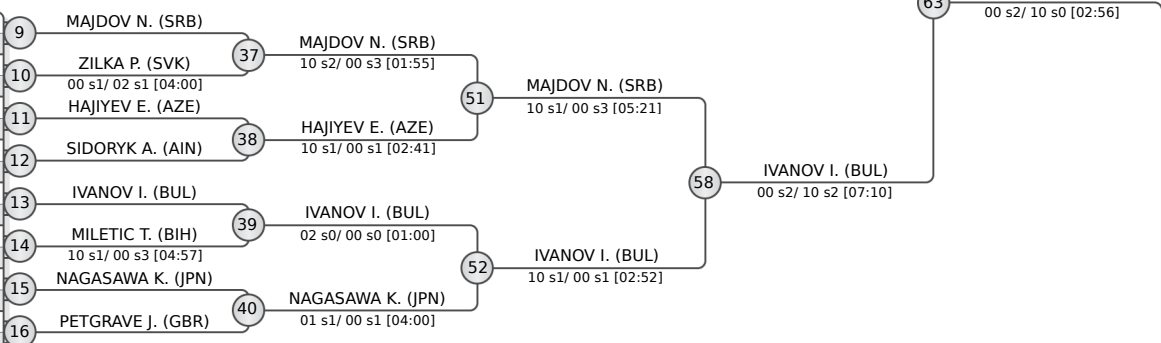 63
00 s2/ 10 s0 [02:56]
9
MAJDOV N. (SRB)
10
ZILKA P. (SVK)
00 s1/ 02 s1 [04:00]
37
MAJDOV N. (SRB)
10 s2/ 00 s3 [01:55]
11
HAJIYEV E. (AZE)
12
SIDORYK A. (AIN)
38
HAJIYEV E. (AZE)
10 s1/ 00 s1 [02:41]
51
MAJDOV N. (SRB)
10 s1/ 00 s3 [05:21]
13
IVANOV I. (BUL)
14
MILETIC T. (BIH)
10 s1/ 00 s3 [04:57]
39
IVANOV I. (BUL)
02 s0/ 00 s0 [01:00]
15
NAGASAWA K. (JPN)
16
PETGRAVE J. (GBR)
40
NAGASAWA K. (JPN)
01 s1/ 00 s1 [04:00]
52
IVANOV I. (BUL)
10 s1/ 00 s1 [02:52]
58
IVANOV I. (BUL)
00 s2/ 10 s2 [07:10]